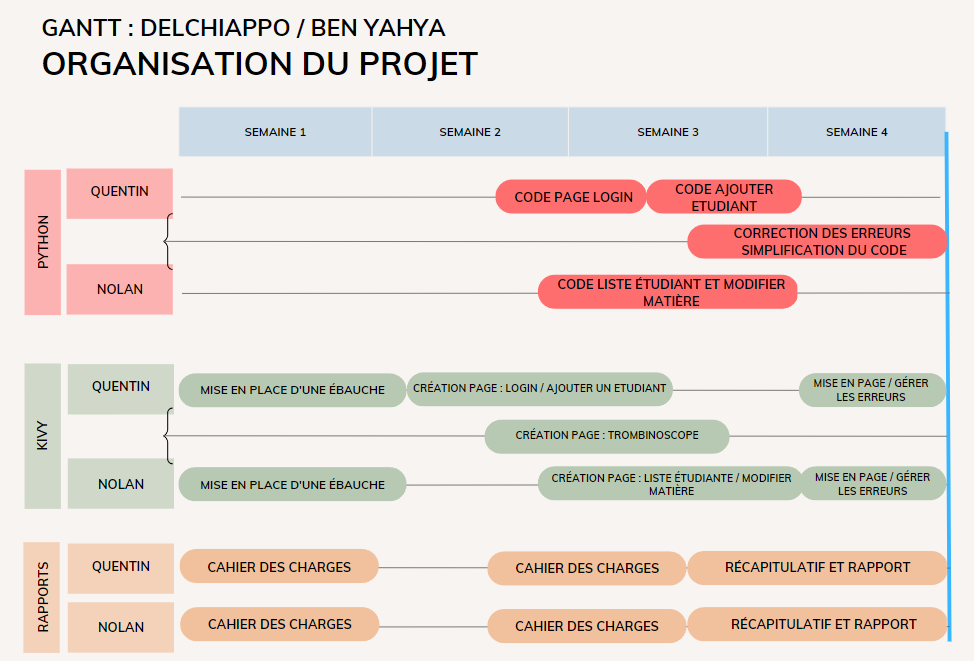 GANTT : DELCHIAPPO / BEN YAHYA
ORGANISATION DU PROJET
SEMAINE 1
SEMAINE 2
SEMAINE 3
SEMAINE 4
PYTHON
QUENTIN
CODE PAGE LOGIN
CODE AJOUTER
ETUDIANT
CORRECTION DES ERREURS
SIMPLIFICATION DU CODE
NOLAN
CODE LISTE ÉTUDIANT ET MODIFIER
MATIÈRE
KIVY
QUENTIN
MISE EN PLACE D'UNE ÉBAUCHE
CRÉATION PAGE : LOGIN / AJOUTER UN ETUDIANT
MISE EN PAGE / GÉRER
LES ERREURS
CRÉATION PAGE : TROMBINOSCOPE
NOLAN
MISE EN PLACE D'UNE ÉBAUCHE
CRÉATION PAGE : LISTE ÉTUDIANTE / MODIFIER
MATIÈRE
MISE EN PAGE / GÉRER
LES ERREURS
RAPPORTS
QUENTIN
CAHIER DES CHARGES
CAHIER DES CHARGES
RÉCAPITULATIF ET RAPPORT
NOLAN
CAHIER DES CHARGES
CAHIER DES CHARGES
RÉCAPITULATIF ET RAPPORT